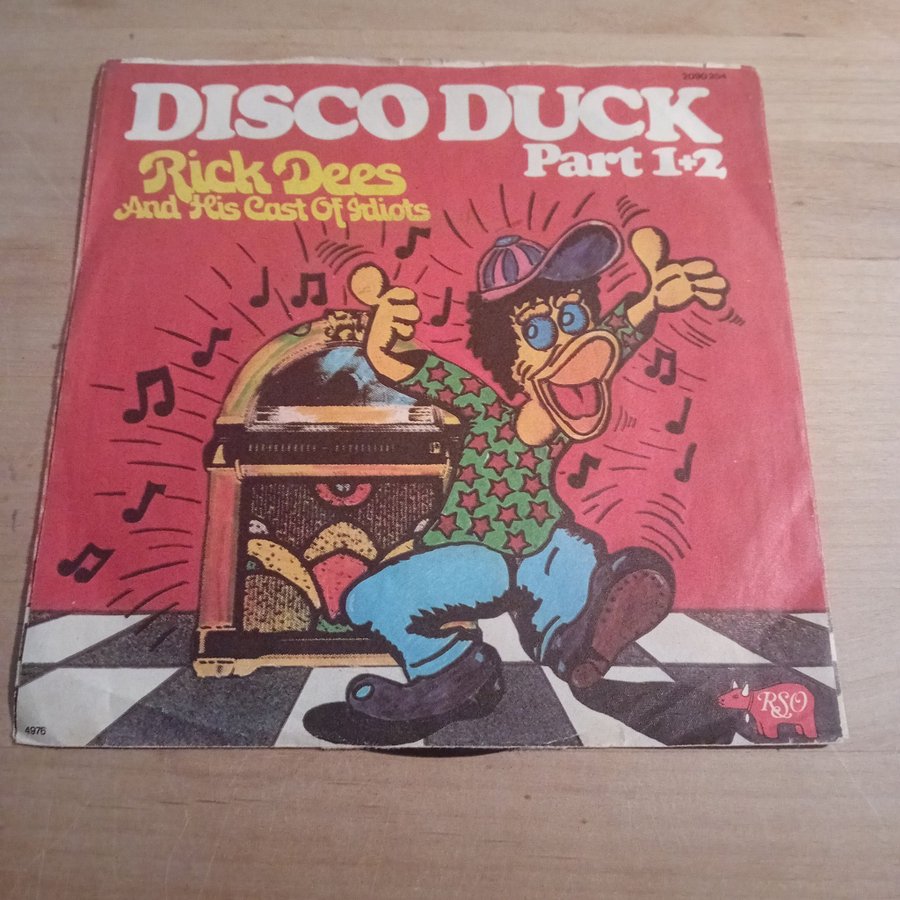 2090 204
DISCO DUCK
Part 1+2
Rick Dees
And His Cast Of Idiots
RSO
4976